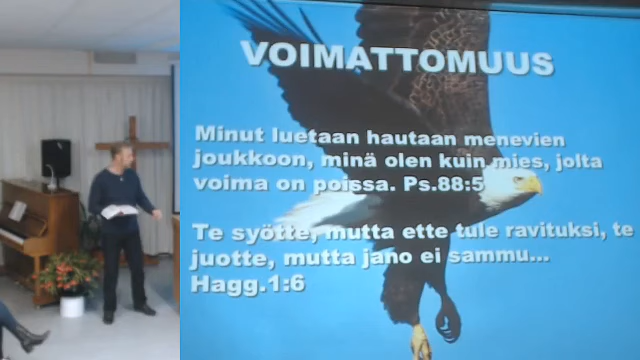 VOIMATTOMUUS
Minut luetaan hautaan menevien
joukkoon, minä olen kuin mies, jolta
voima on poissa. Ps.88:5
Te syötte, mutta ette tule ravituksi, te
juotte, mutta jano ei sammu...
Hagg.1:6